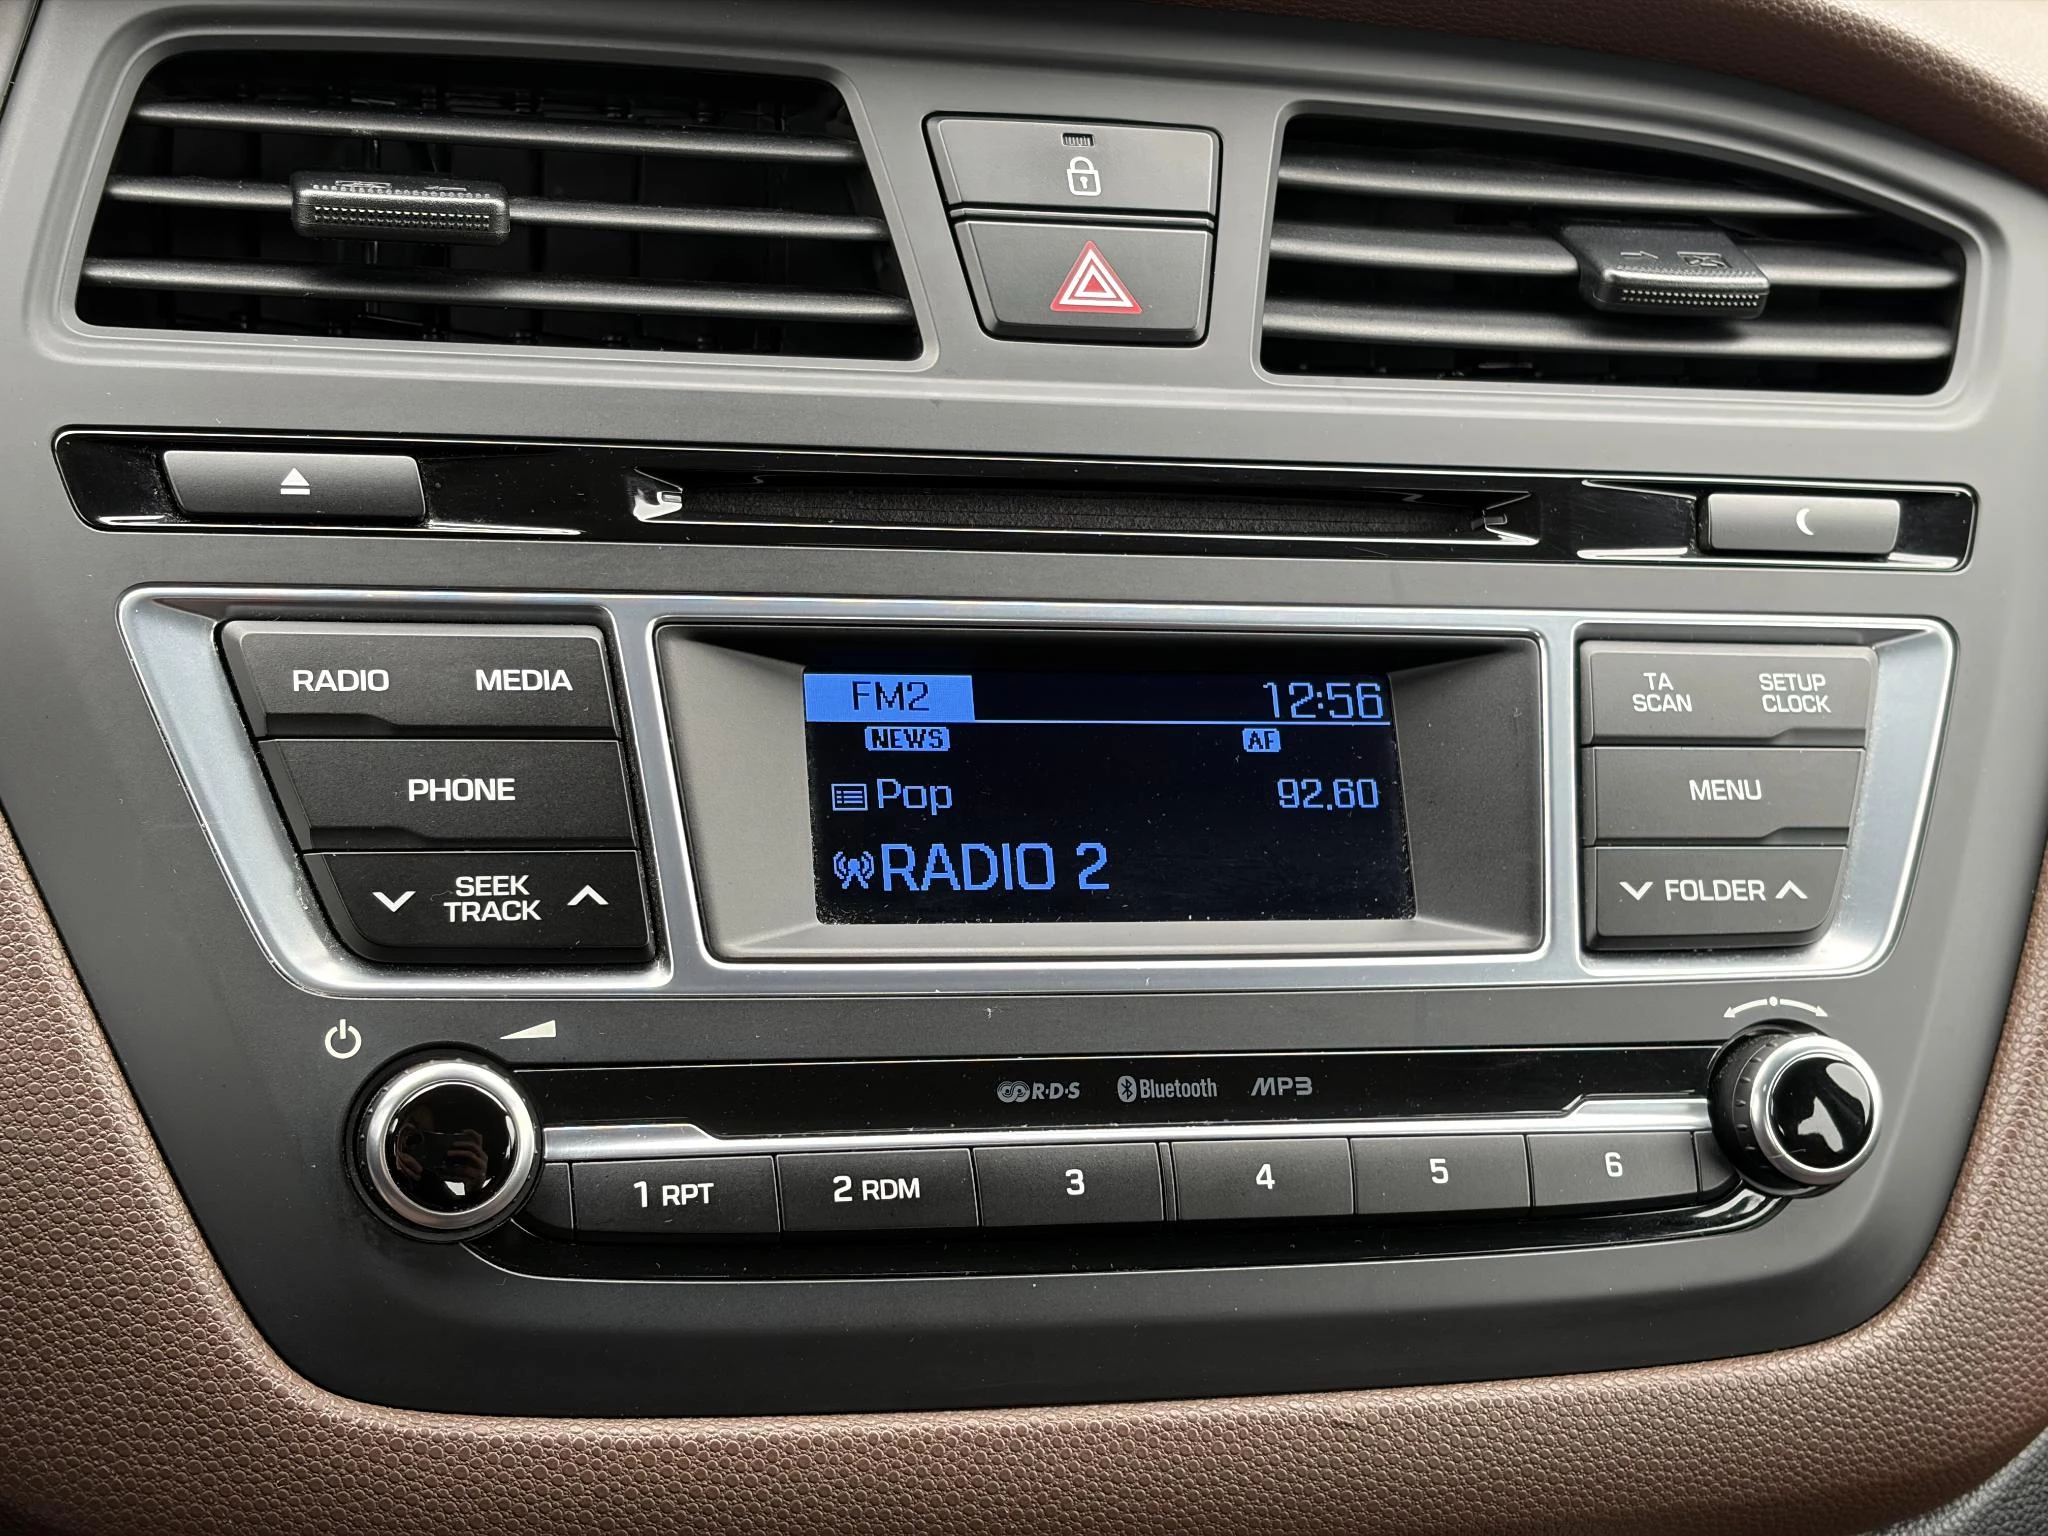 RADIO MEDIA
PHONE
SEEK
TRACK
FM2 12:56
NEWS AF
Pop 92.60
RADIO 2
TA
SCAN
SETUP
CLOCK
MENU
FOLDER
R·D·S Bluetooth MP3
1 RPT 2 RDM 3 4 5 6